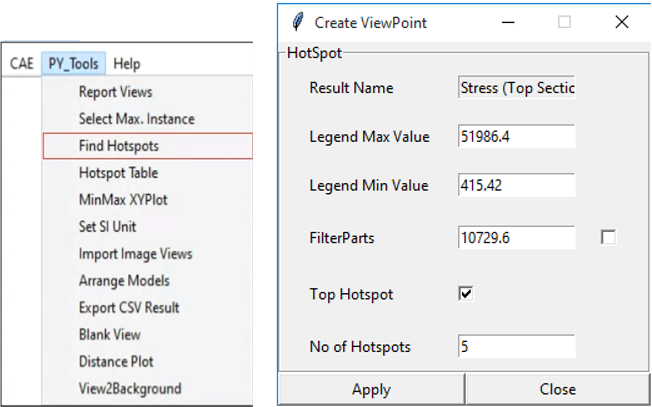 CAE PY_Tools Help
Report Views
Select Max. Instance
Find Hotspots
Hotspot Table
MinMax XYPlot
Set SI Unit
Import Image Views
Arrange Models
Export CSV Result
Blank View
Distance Plot
View2Background
Create ViewPoint
HotSpot
Result Name Stress (Top Sectic
Legend Max Value 51986.4
Legend Min Value 415.42
FilterParts 10729.6
Top Hotspot
No of Hotspots 5
Apply Close